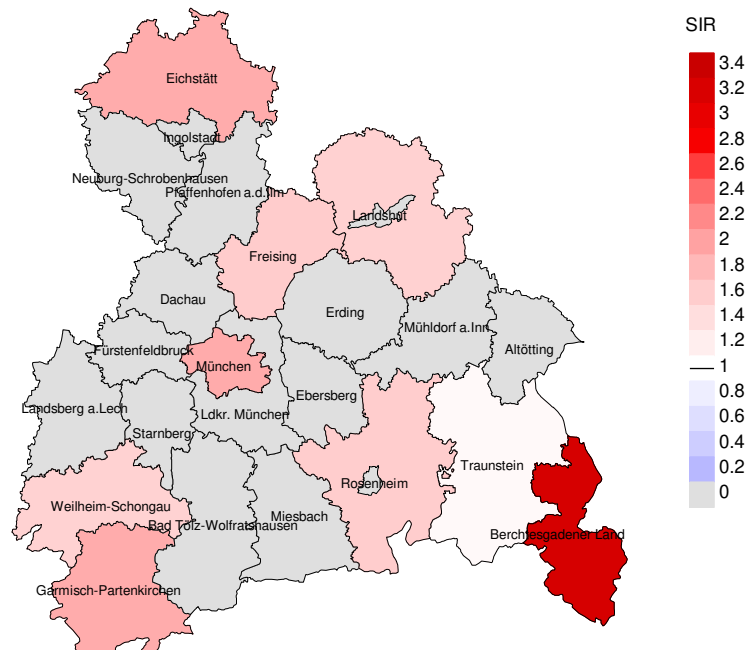 SIR
3.4
3.2
3
2.8
2.6
2.4
2.2
2
1.8
1.6
1.4
1.2
1
0.8
0.6
0.4
0.2
0
Eichstätt
Ingolstadt
Neuburg-Schrobenhausen
Pfaffenhofen a.d.Ilm
Landshut
Freising
Dachau
Erding
Mühldorf a.Inn
Altötting
Fürstenfeldbruck
München
Ebersberg
Landsberg a.Lech
Ldkr. München
Starnberg
Traunstein
Rosenheim
Weilheim-Schongau
Miesbach
Bad Tölz-Wolfratshausen
Berchtesgadener Land
Garmisch-Partenkirchen